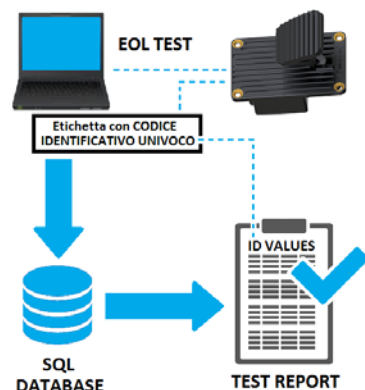 EOL TEST
Etichetta con CODICE
IDENTIFICATIVO UNIVOCO
ID VALUES
SQL
DATABASE
TEST REPORT